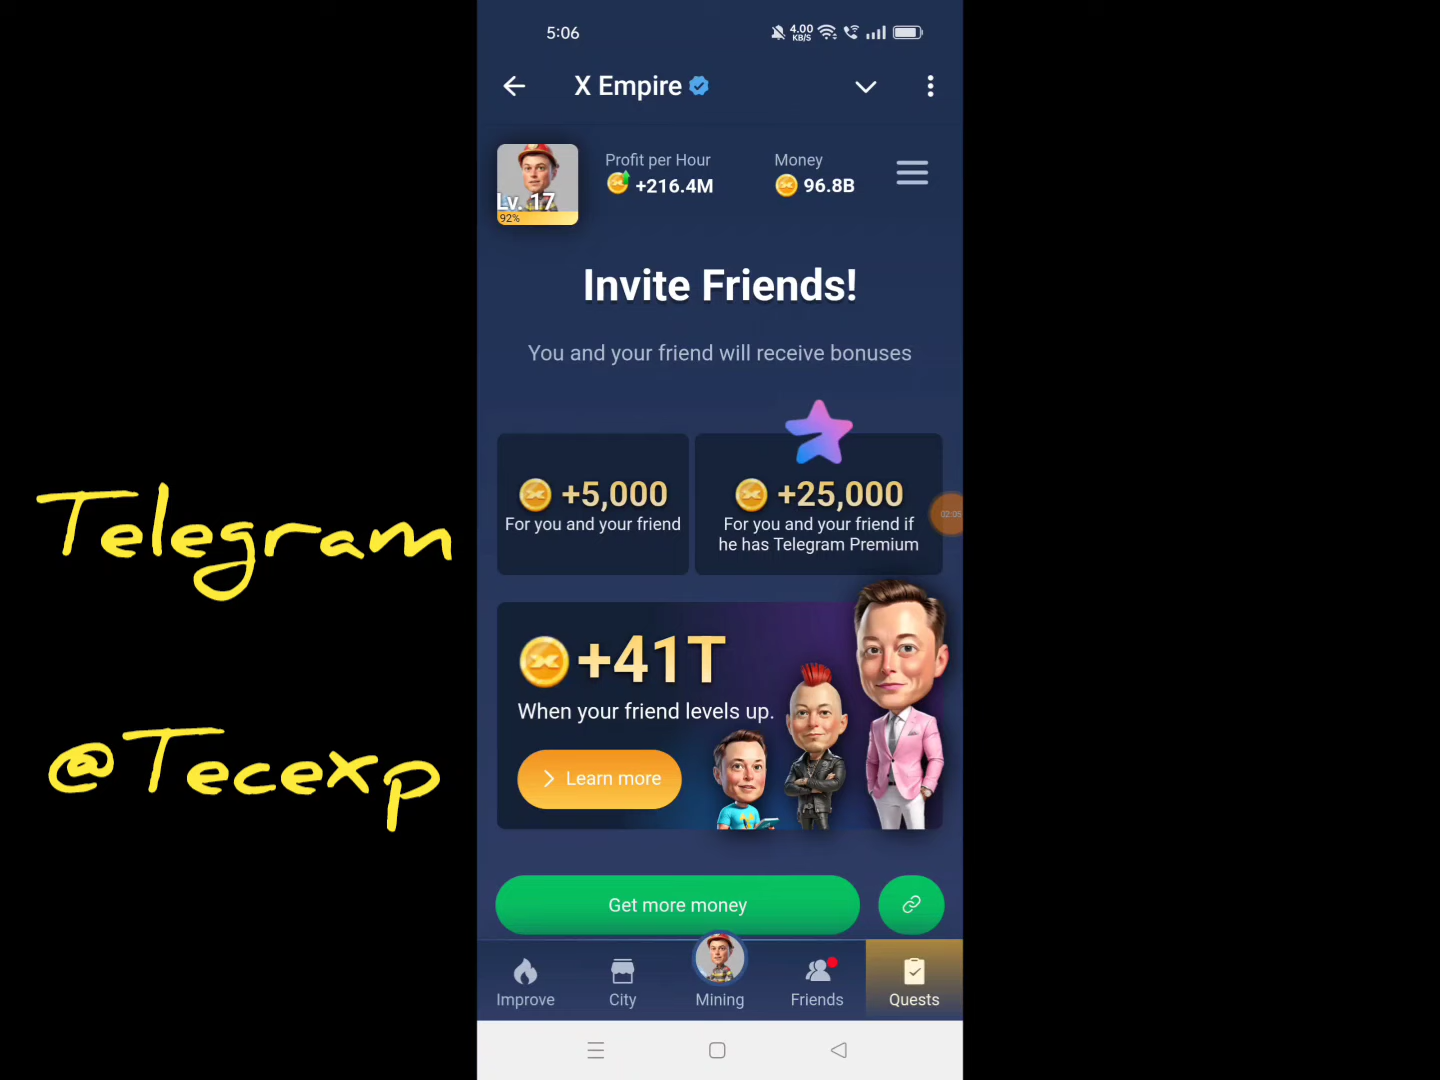 5:06
4.00
KB/S
X Empire
Lv. 17
92%
Profit per Hour
+216.4M
Money
96.8B
Invite Friends!
You and your friend will receive bonuses
+5,000
For you and your friend
+25,000
For you and your friend if
he has Telegram Premium
02:05
+41T
When your friend levels up.
Learn more
Get more money
Improve
City
Mining
Friends
Quests
Telegram
@Tecexp